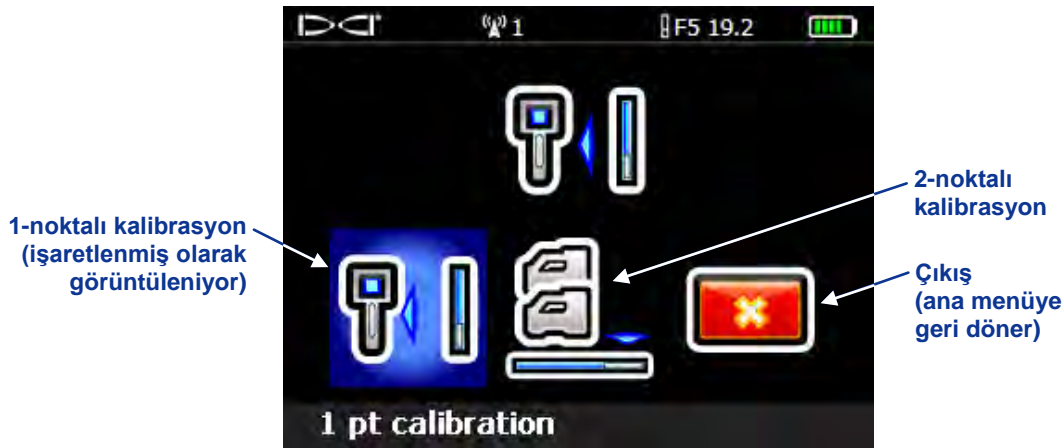 DCI
1
F5 19.2
1-noktalı kalibrasyon
(işaretlenmiş olarak
görüntüleniyor)
2-noktalı
kalibrasyon
Çıkış
(ana menüye
geri döner)
1 pt calibration